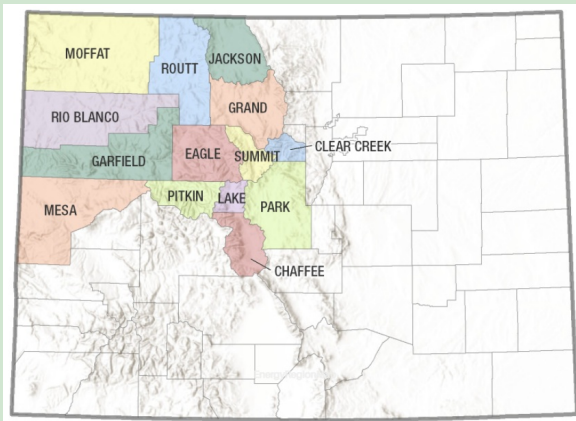 MOFFAT
ROUTT
JACKSON
RIO BLANCO
GRAND
GARFIELD
EAGLE
SUMMIT
CLEAR CREEK
MESA
PITKIN
LAKE
PARK
CHAFFEE